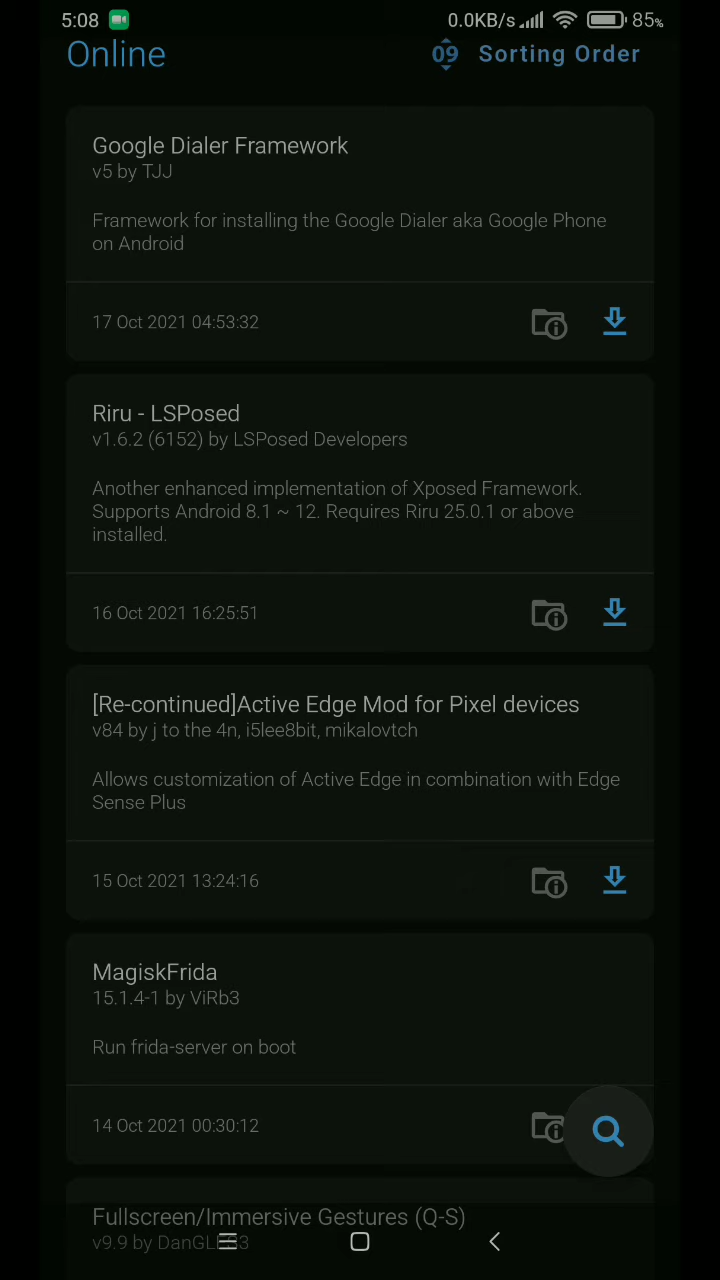 5:08 0.0KB/s 85%
Online 09 Sorting Order
Google Dialer Framework
v5 by TJJ
Framework for installing the Google Dialer aka Google Phone
on Android
17 Oct 2021 04:53:32
Riru - LSPosed
v1.6.2 (6152) by LSPosed Developers
Another enhanced implementation of Xposed Framework.
Supports Android 8.1 ~ 12. Requires Riru 25.0.1 or above
installed.
16 Oct 2021 16:25:51
[Re-continued]Active Edge Mod for Pixel devices
v84 by j to the 4n, i5lee8bit, mikalovtch
Allows customization of Active Edge in combination with Edge
Sense Plus
15 Oct 2021 13:24:16
MagiskFrida
15.1.4-1 by ViRb3
Run frida-server on boot
14 Oct 2021 00:30:12
Fullscreen/Immersive Gestures (Q-S)
v9.9 by